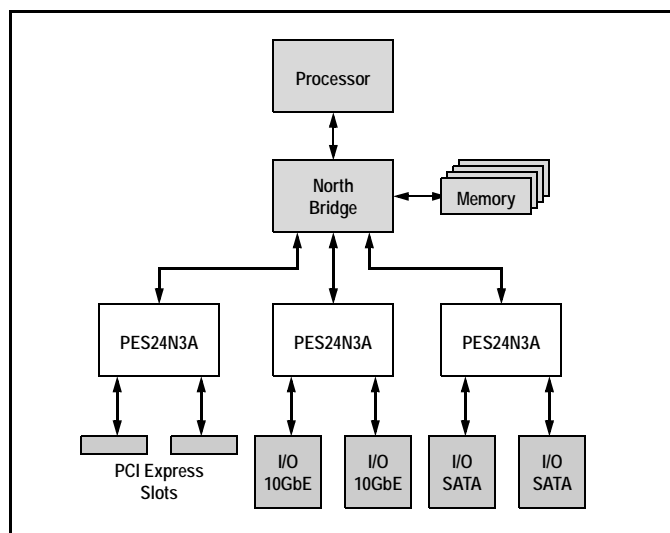 Processor
North
Bridge
Memory
PES24N3A
PES24N3A
PES24N3A
PCI Express
Slots
I/O
10GbE
I/O
10GbE
I/O
SATA
I/O
SATA